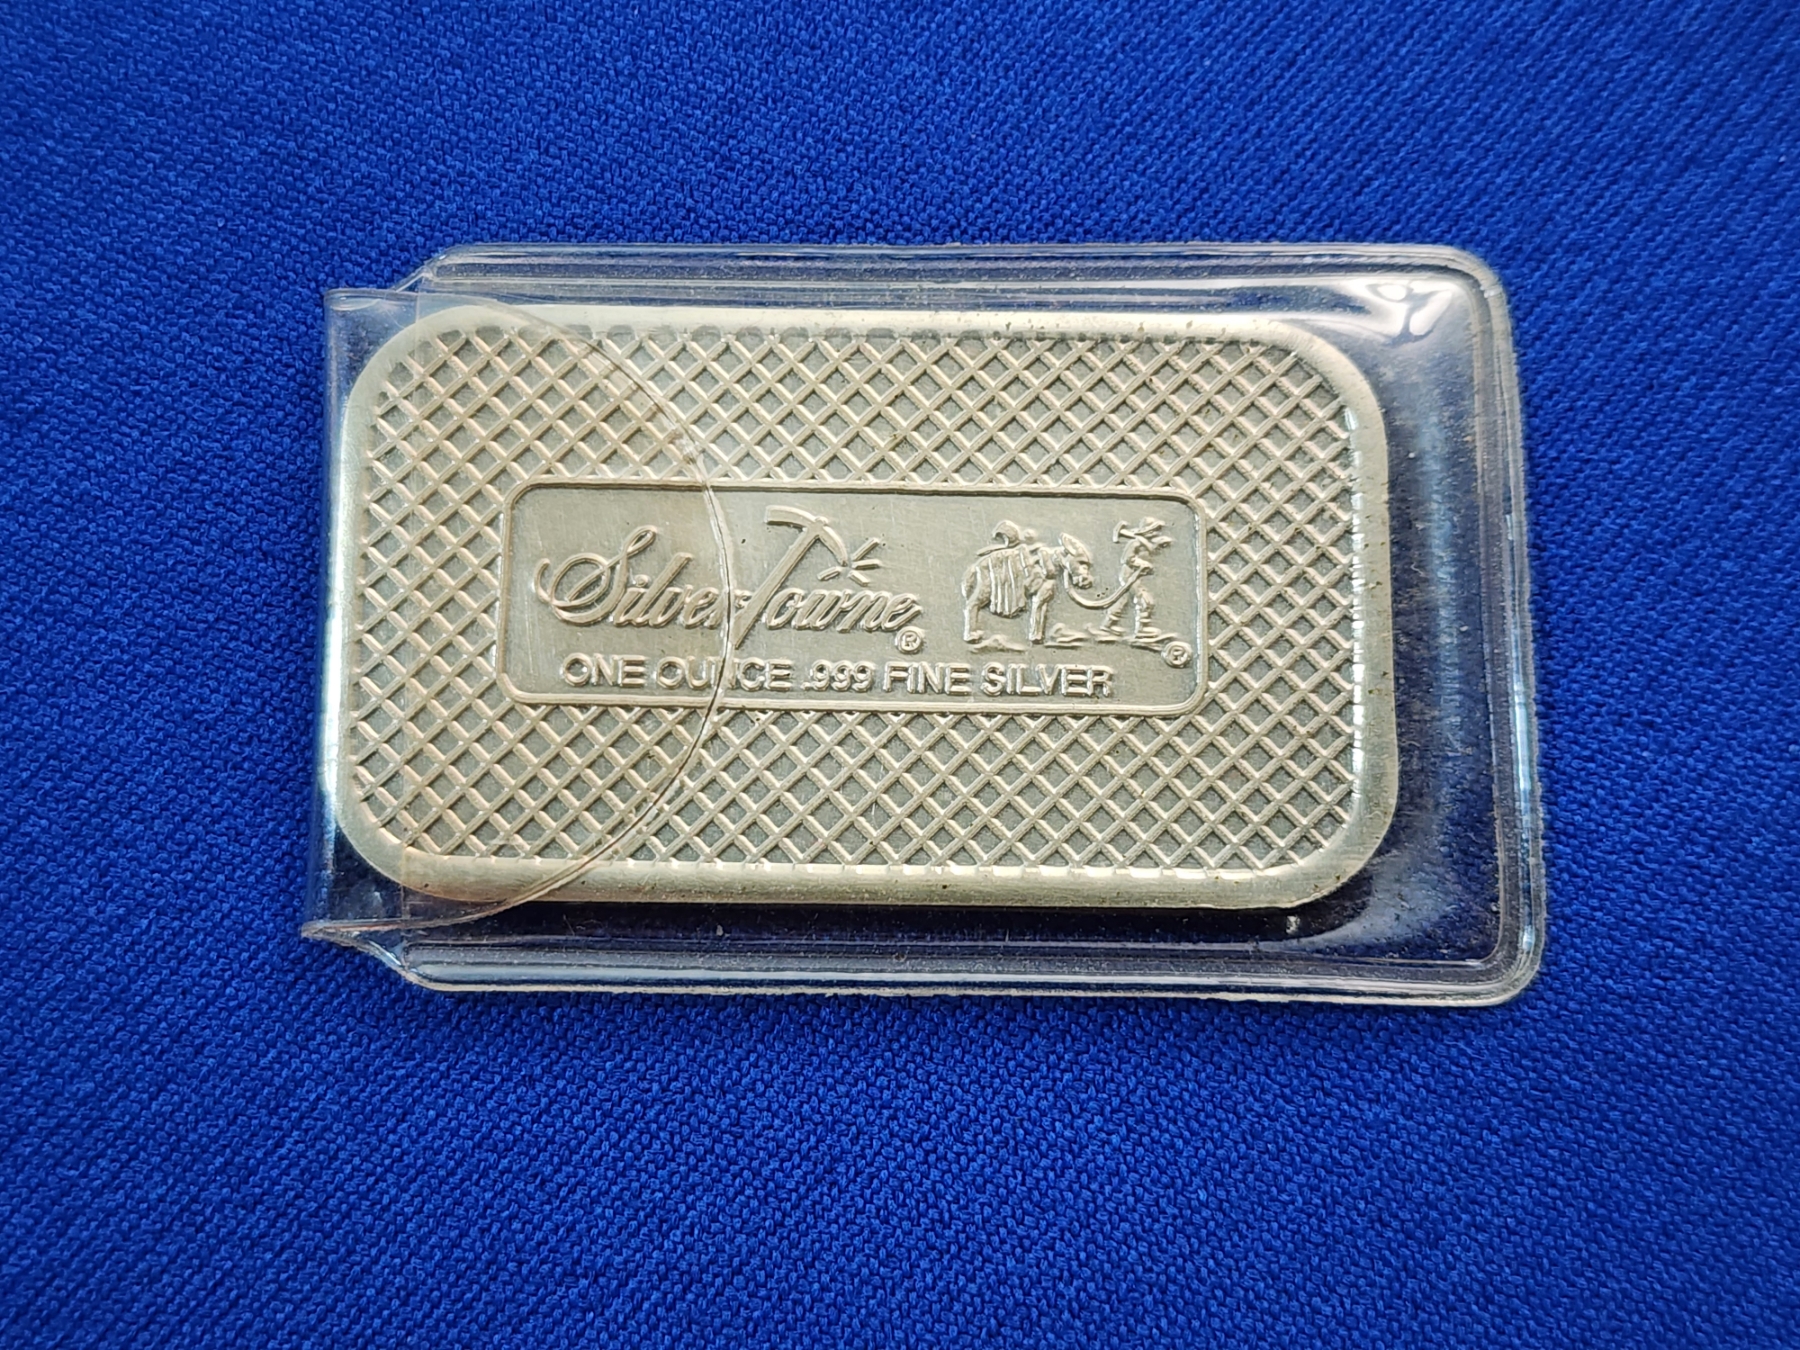 SilverTowne®
®
ONE OUNCE .999 FINE SILVER